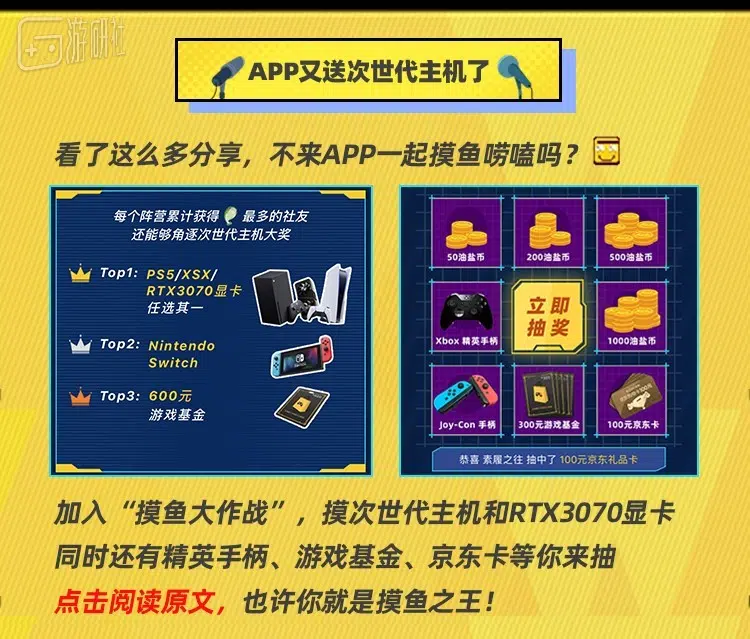 游研社
APP又送次世代主机了
看了这么多分享，不来APP一起摸鱼唠嗑吗？
每个阵营累计获得 最多的社友
还能够角逐次世代主机大奖
Top1: PS5/XSX/
RTX3070显卡
任选其一
Top2: Nintendo
Switch
Top3: 600元
游戏基金
50油盐币
200油盐币
500油盐币
Xbox 精英手柄
立即
抽奖
1000油盐币
Joy-Con 手柄
300元游戏基金
100元京东卡
恭喜 素履之往 抽中了 100元京东礼品卡
加入“摸鱼大作战”，摸次世代主机和RTX3070显卡
同时还有精英手柄、游戏基金、京东卡等你来抽
点击阅读原文，也许你就是摸鱼之王！